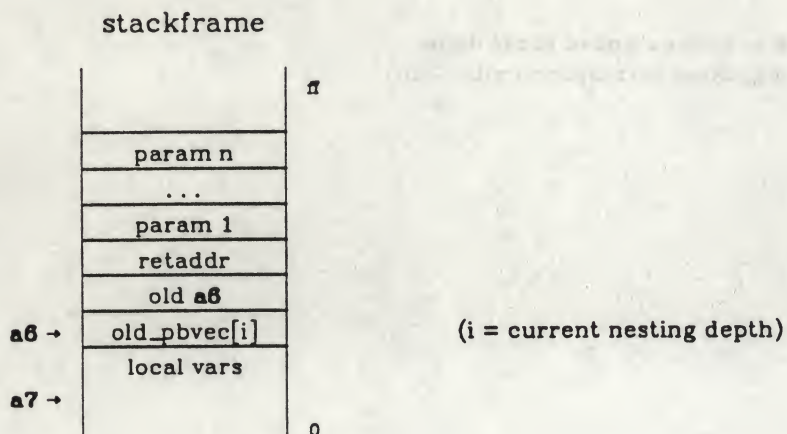 stackframe
ff
param n
...
param 1
retaddr
old a6
a6 → old_pbvec[i] (i = current nesting depth)
local vars
a7 →
0